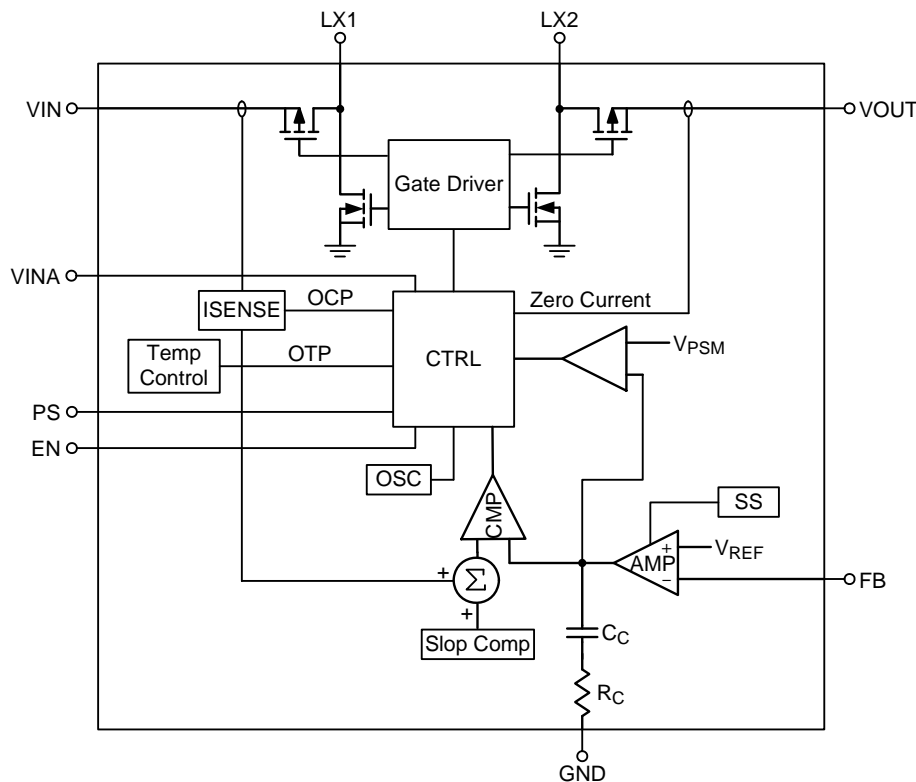 LX1
LX2
VIN
VOUT
Gate Driver
VINA
ISENSE
OCP
Zero Current
Temp
Control
OTP
CTRL
VPSM
PS
EN
OSC
CMP
SS
+
VREF
AMP
−
FB
+
Σ
+
Slop Comp
CC
RC
GND